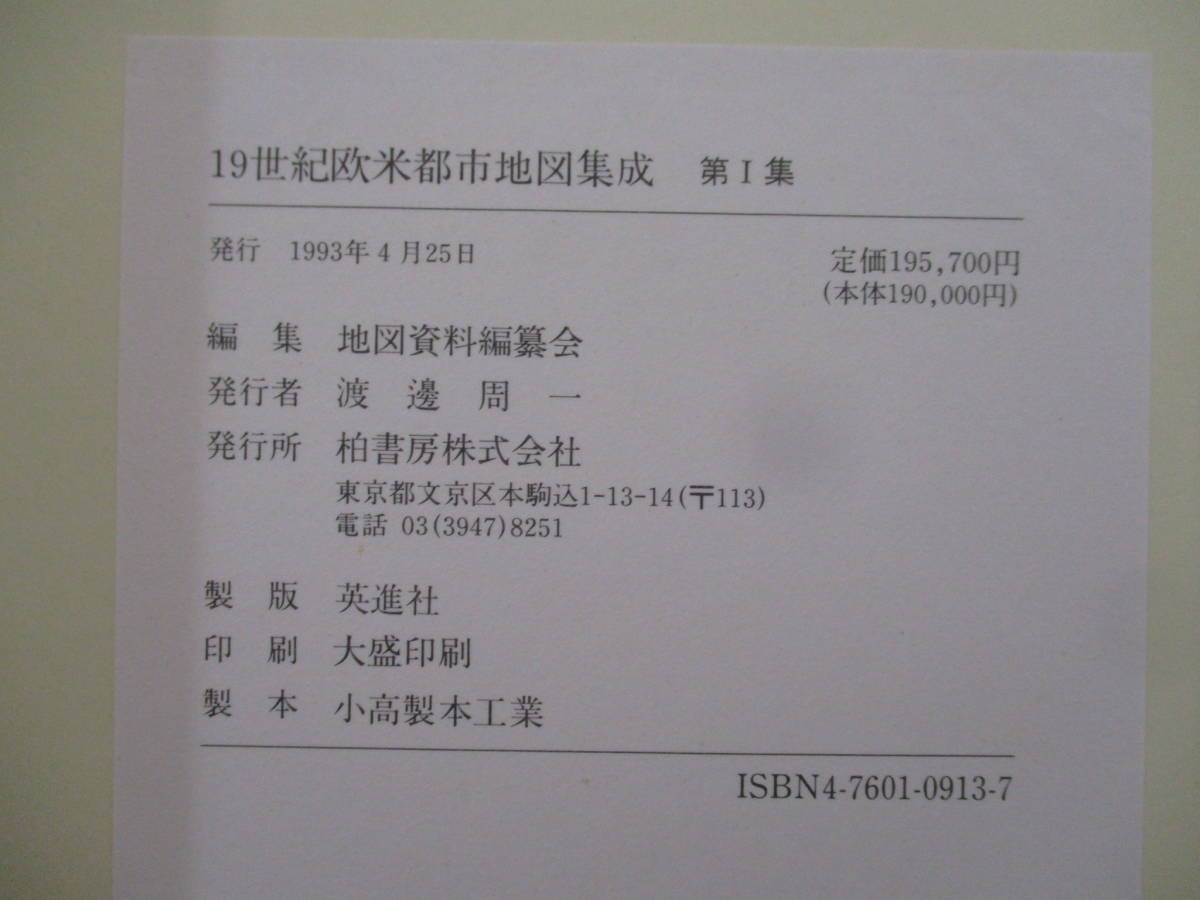 19世紀欧米都市地図集成　第Ⅰ集
発行　1993年4月25日　定価195,700円
(本体190,000円)
編　集　地図資料編纂会
発行者　渡　邊　周　一
発行所　柏書房株式会社
東京都文京区本駒込1-13-14(〒113)
電話 03(3947)8251
製　版　英進社
印　刷　大盛印刷
製　本　小高製本工業
ISBN4-7601-0913-7